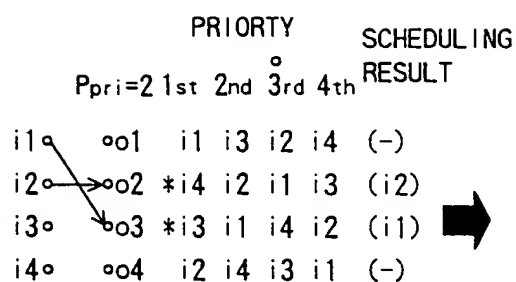 PRIORTY
SCHEDULING
RESULT
Ppri=2 1st 2nd 3rd 4th
i1 o1 i1 i3 i2 i4 (-)
i2 o2 *i4 i2 i1 i3 (i2)
i3 o3 *i3 i1 i4 i2 (i1)
i4 o4 i2 i4 i3 i1 (-)